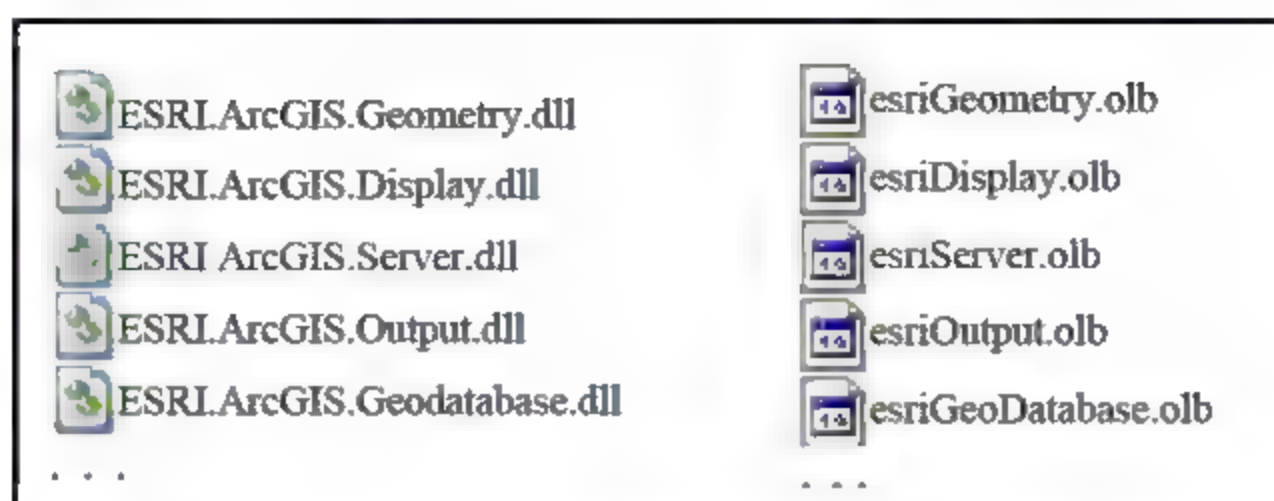 ESRI.ArcGIS.Geometry.dll
ESRI.ArcGIS.Display.dll
ESRI ArcGIS.Server.dll
ESRI.ArcGIS.Output.dll
ESRI.ArcGIS.Geodatabase.dll
. . .
esriGeometry.olb
esriDisplay.olb
esriServer.olb
esriOutput.olb
esriGeoDatabase.olb
. . .